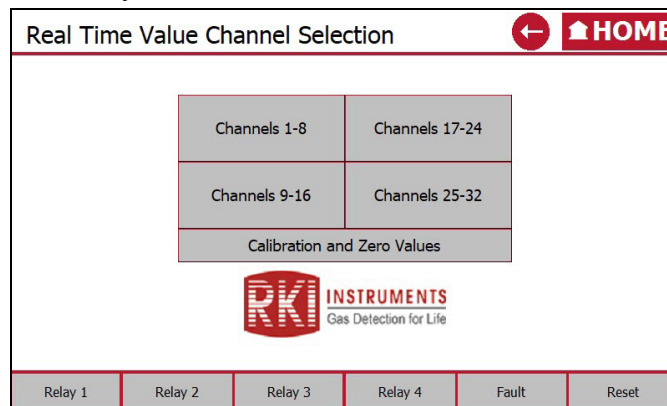 Real Time Value Channel Selection HOME
Channels 1-8 Channels 17-24
Channels 9-16 Channels 25-32
Calibration and Zero Values
RKI INSTRUMENTS
Gas Detection for Life
Relay 1 Relay 2 Relay 3 Relay 4 Fault Reset